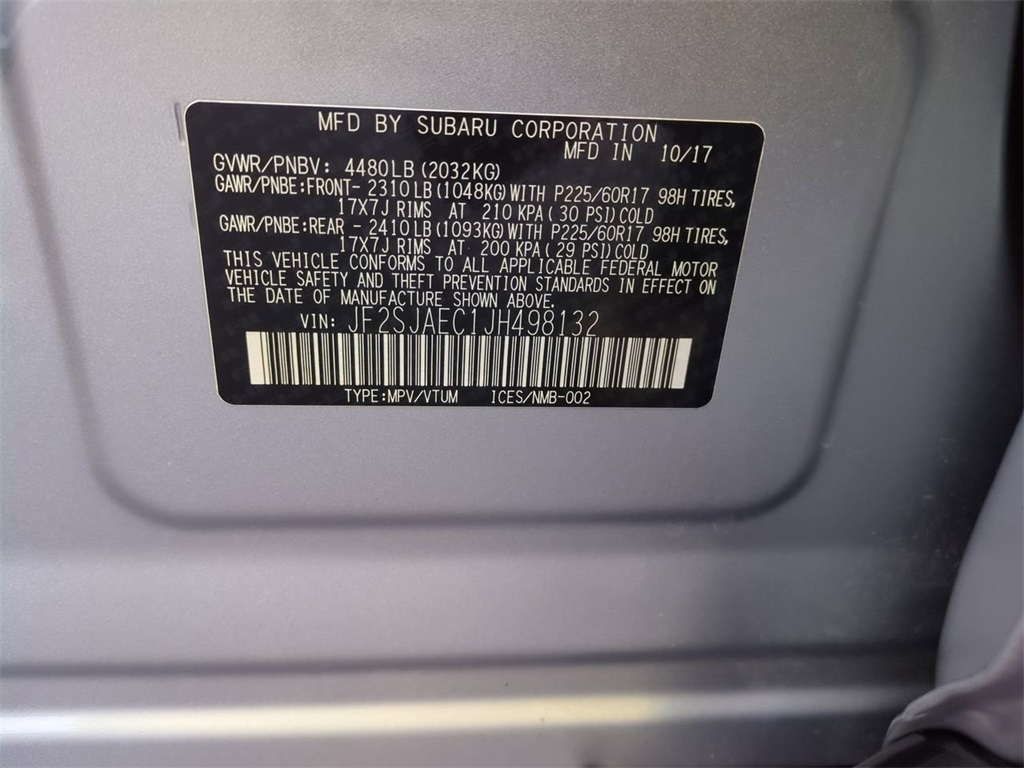 MFD BY SUBARU CORPORATION
MFD IN 10/17
GVWR/PNBV: 4480LB (2032KG)
GAWR/PNBE:FRONT- 2310LB (1048KG)WITH P225/60R17 98H TIRES,
17X7J RIMS AT 210 KPA ( 30 PSI) COLD
GAWR/PNBE:REAR - 2410LB (1093KG)WITH P225/60R17 98H TIRES,
17X7J RIMS AT 200 KPA ( 29 PSI) COLD
THIS VEHICLE CONFORMS TO ALL APPLICABLE FEDERAL MOTOR
VEHICLE SAFETY AND THEFT PREVENTION STANDARDS IN EFFECT ON
THE DATE OF MANUFACTURE SHOWN ABOVE.
VIN: JF2SJAEC1JH498132
TYPE:MPV/VTUM ICES/NMB-002